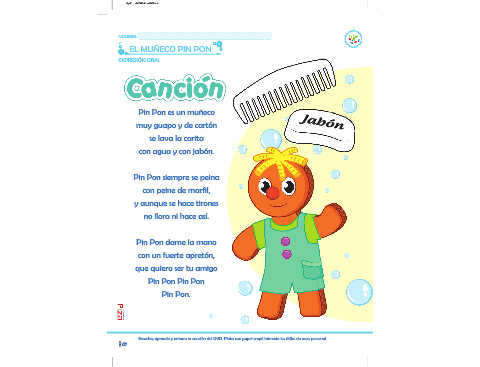 EL MUÑECO PIN PON
EXPRESIÓN ORAL
Canción
Pin Pon es un muñeco
muy guapo y de cartón
se lava la carita
con agua y con jabón.
Pin Pon siempre se peina
con peine de marfil,
y aunque se hace tirones
no llora ni hace así.
Pin Pon dame la mano
con un fuerte apretón,
que quiero ser tu amigo
Pin Pon Pin Pon
Pin Pon.
Jabón